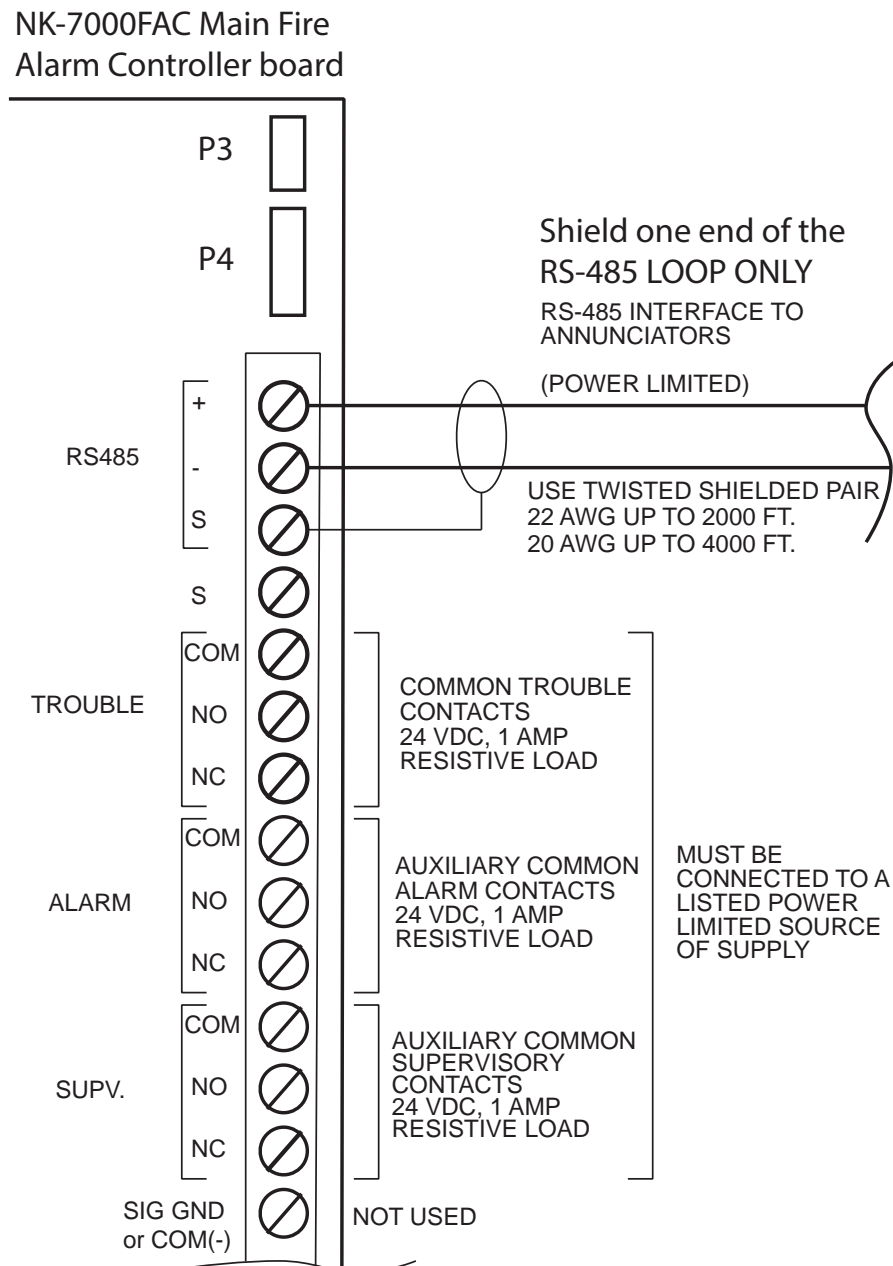 NK-7000FAC Main Fire
Alarm Controller board
P3
P4
Shield one end of the
RS-485 LOOP ONLY
RS-485 INTERFACE TO
ANNUNCIATORS
(POWER LIMITED)
RS485
+
-
S
USE TWISTED SHIELDED PAIR
22 AWG UP TO 2000 FT.
20 AWG UP TO 4000 FT.
S
TROUBLE
COM
NO
NC
COMMON TROUBLE
CONTACTS
24 VDC, 1 AMP
RESISTIVE LOAD
ALARM
COM
NO
NC
AUXILIARY COMMON
ALARM CONTACTS
24 VDC, 1 AMP
RESISTIVE LOAD
MUST BE
CONNECTED TO A
LISTED POWER
LIMITED SOURCE
OF SUPPLY
SUPV.
COM
NO
NC
AUXILIARY COMMON
SUPERVISORY
CONTACTS
24 VDC, 1 AMP
RESISTIVE LOAD
SIG GND
or COM(-)
NOT USED